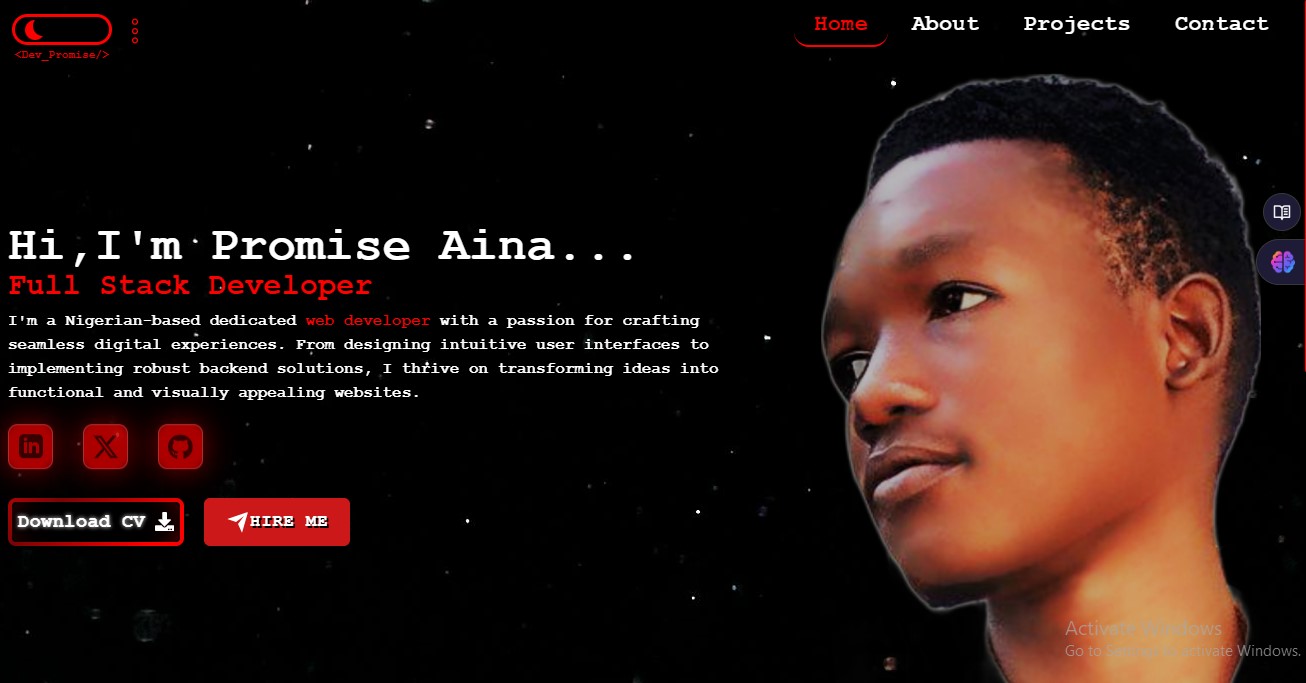 <Dev_Promise/>
Home About Projects Contact
Hi,I'm Promise Aina...
Full Stack Developer
I'm a Nigerian-based dedicated web developer with a passion for crafting
seamless digital experiences. From designing intuitive user interfaces to
implementing robust backend solutions, I thrive on transforming ideas into
functional and visually appealing websites.
in X
Download CV HIRE ME
Activate Windows
Go to Settings to activate Windows.